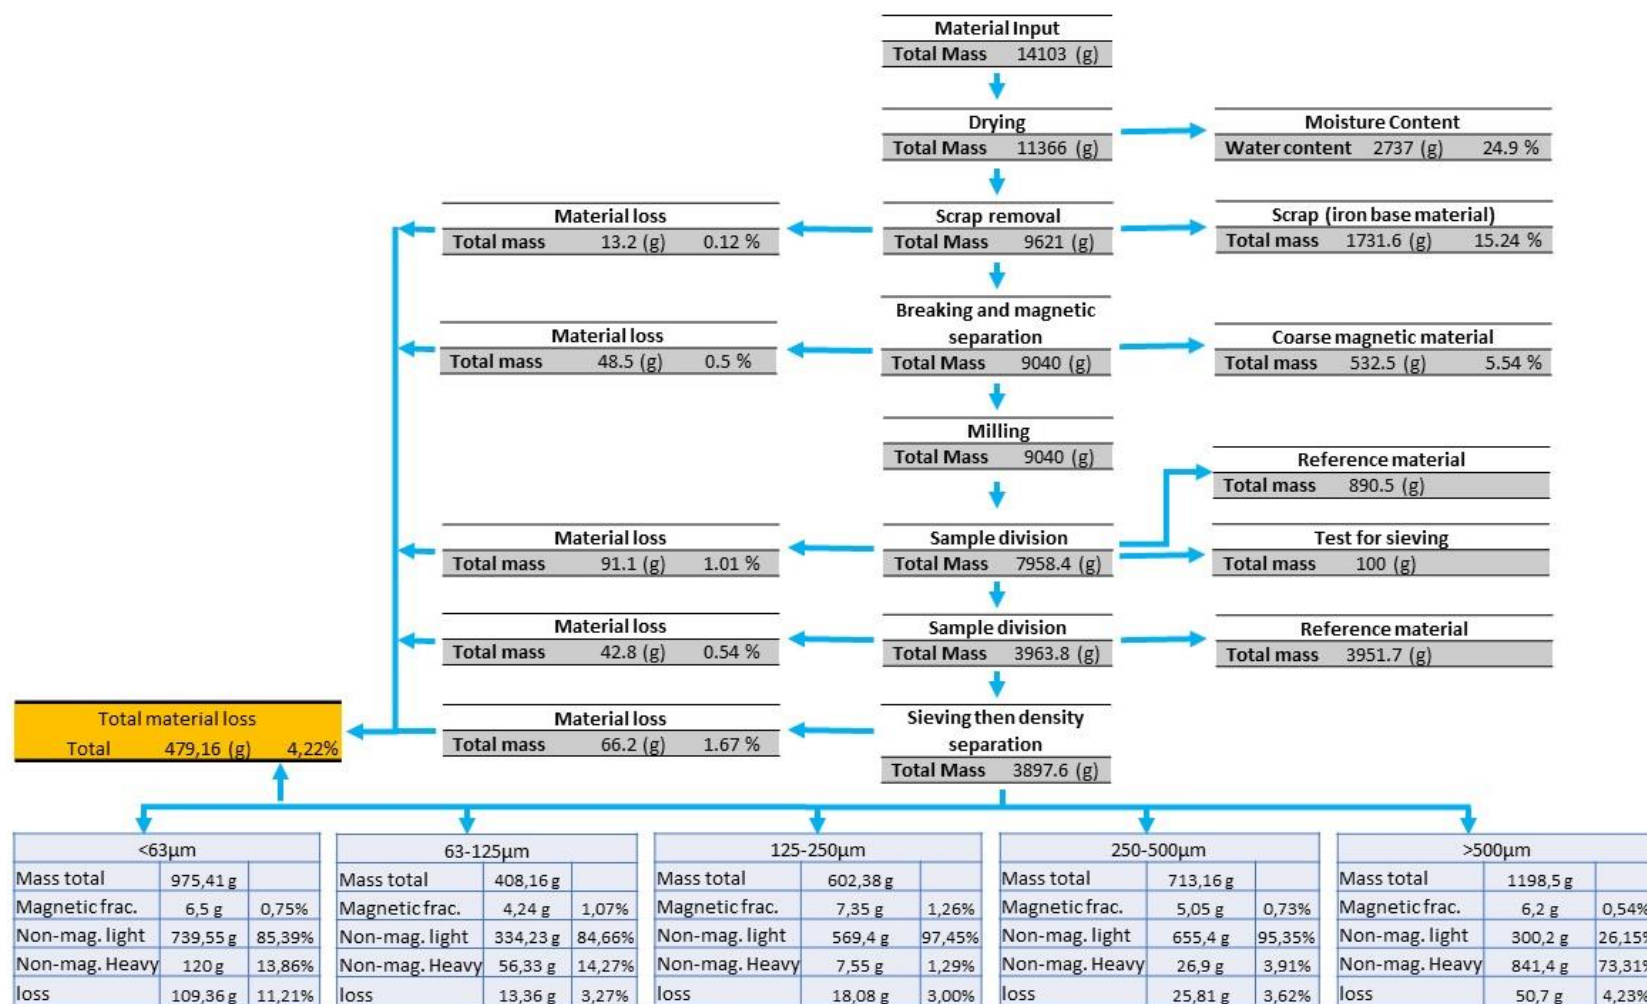 Material Input
Total Mass 14103 (g)
Drying
Total Mass 11366 (g)
Moisture Content
Water content 2737 (g) 24.9 %
Material loss
Total mass 13.2 (g) 0.12 %
Scrap removal
Total Mass 9621 (g)
Scrap (iron base material)
Total mass 1731.6 (g) 15.24 %
Material loss
Total mass 48.5 (g) 0.5 %
Breaking and magnetic
separation
Total Mass 9040 (g)
Coarse magnetic material
Total mass 532.5 (g) 5.54 %
Milling
Total Mass 9040 (g)
Reference material
Total mass 890.5 (g)
Material loss
Total mass 91.1 (g) 1.01 %
Sample division
Total Mass 7958.4 (g)
Test for sieving
Total mass 100 (g)
Material loss
Total mass 42.8 (g) 0.54 %
Sample division
Total Mass 3963.8 (g)
Reference material
Total mass 3951.7 (g)
Total material loss
Total 479,16 (g) 4,22%
Material loss
Total mass 66.2 (g) 1.67 %
Sieving then density
separation
Total Mass 3897.6 (g)
<63µm
Mass total 975,41 g
Magnetic frac. 6,5 g 0,75%
Non-mag. light 739,55 g 85,39%
Non-mag. Heavy 120 g 13,86%
loss 109,36 g 11,21%
63-125µm
Mass total 408,16 g
Magnetic frac. 4,24 g 1,07%
Non-mag. light 334,23 g 84,66%
Non-mag. Heavy 56,33 g 14,27%
loss 13,36 g 3,27%
125-250µm
Mass total 602,38 g
Magnetic frac. 7,35 g 1,26%
Non-mag. light 569,4 g 97,45%
Non-mag. Heavy 7,55 g 1,29%
loss 18,08 g 3,00%
250-500µm
Mass total 713,16 g
Magnetic frac. 5,05 g 0,73%
Non-mag. light 655,4 g 95,35%
Non-mag. Heavy 26,9 g 3,91%
loss 25,81 g 3,62%
>500µm
Mass total 1198,5 g
Magnetic frac. 6,2 g 0,54%
Non-mag. light 300,2 g 26,15%
Non-mag. Heavy 841,4 g 73,31%
loss 50,7 g 4,23%